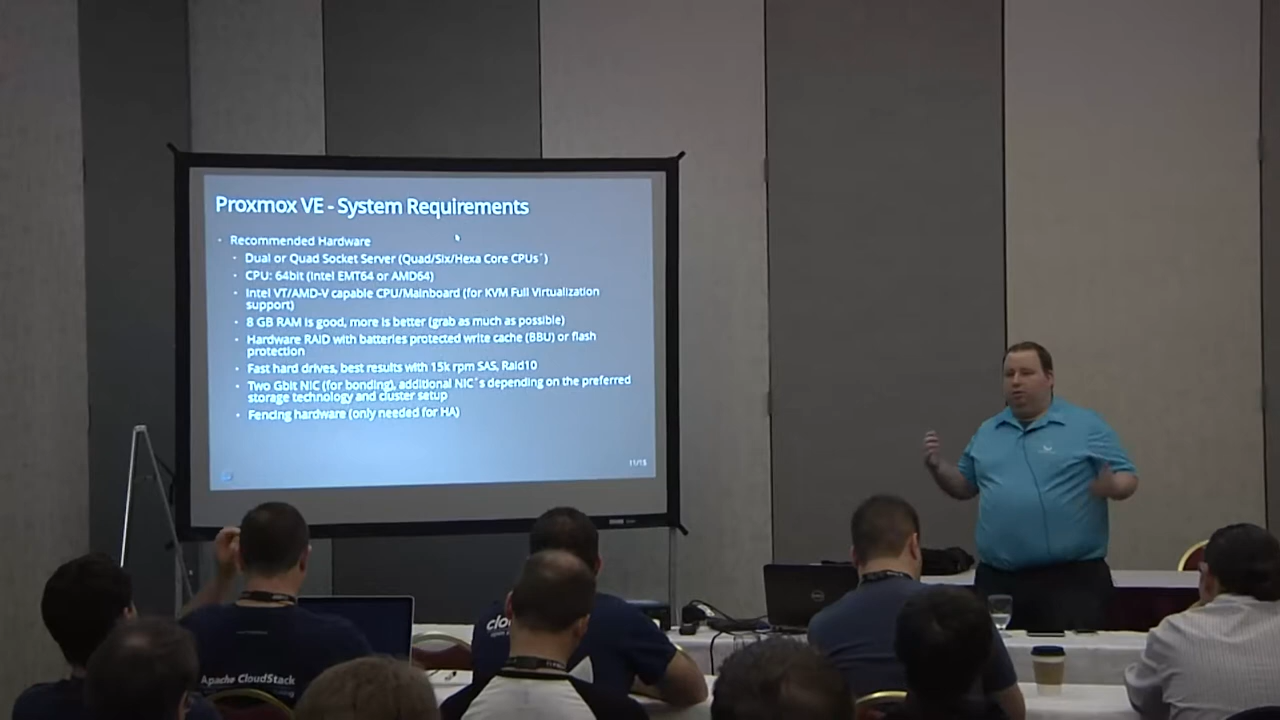 Proxmox VE - System Requirements
• Recommended Hardware
• Dual or Quad Socket Server (Quad/Six/Hexa Core CPUs´)
• CPU: 64bit (Intel EMT64 or AMD64)
• Intel VT/AMD-V capable CPU/Mainboard (for KVM Full Virtualization
support)
• 8 GB RAM is good, more is better (grab as much as possible)
• Hardware RAID with batteries protected write cache (BBU) or flash
protection
• Fast hard drives, best results with 15k rpm SAS, Raid10
• Two Gbit NIC (for bonding), additional NIC´s depending on the preferred
storage technology and cluster setup
• Fencing hardware (only needed for HA)
11/15
Apache CloudStack
DELL